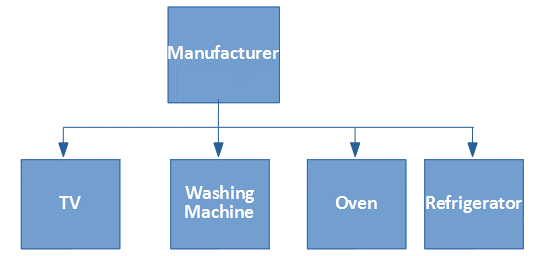 Manufacturer
TV
Washing
Machine
Oven
Refrigerator